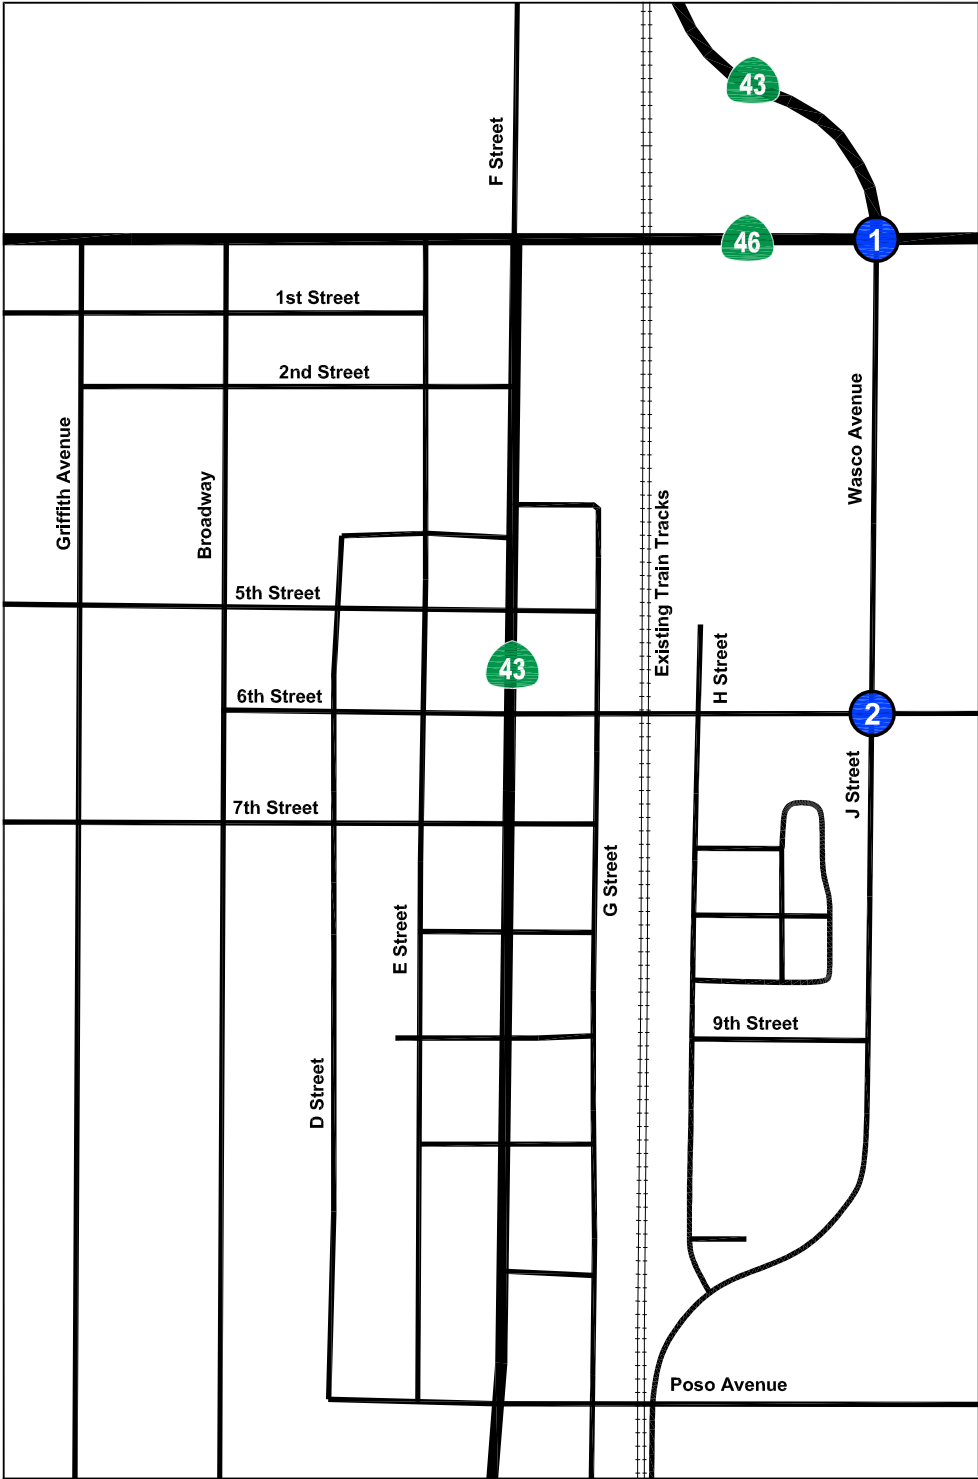 43
F Street
46
1
1st Street
2nd Street
Griffith Avenue
Broadway
Wasco Avenue
Existing Train Tracks
5th Street
43
H Street
6th Street
2
J Street
7th Street
G Street
E Street
9th Street
D Street
Poso Avenue